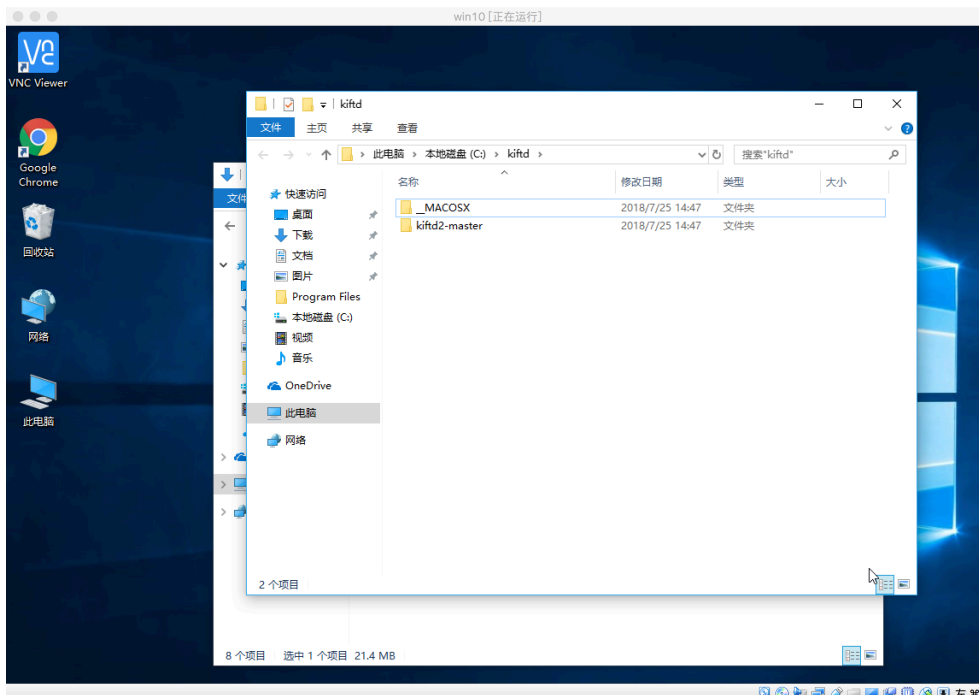 win10 [正在运行]
VNC Viewer
Google
Chrome
回收站
网络
此电脑
kiftd
文件 主页 共享 查看
此电脑 › 本地磁盘 (C:) › kiftd ›
搜索"kiftd"
名称 修改日期 类型 大小
__MACOSX 2018/7/25 14:47 文件夹
kiftd2-master 2018/7/25 14:47 文件夹
快速访问
桌面
下载
文档
图片
Program Files
本地磁盘 (C:)
视频
音乐
OneDrive
此电脑
网络
2 个项目
文件
8 个项目 选中 1 个项目 21.4 MB